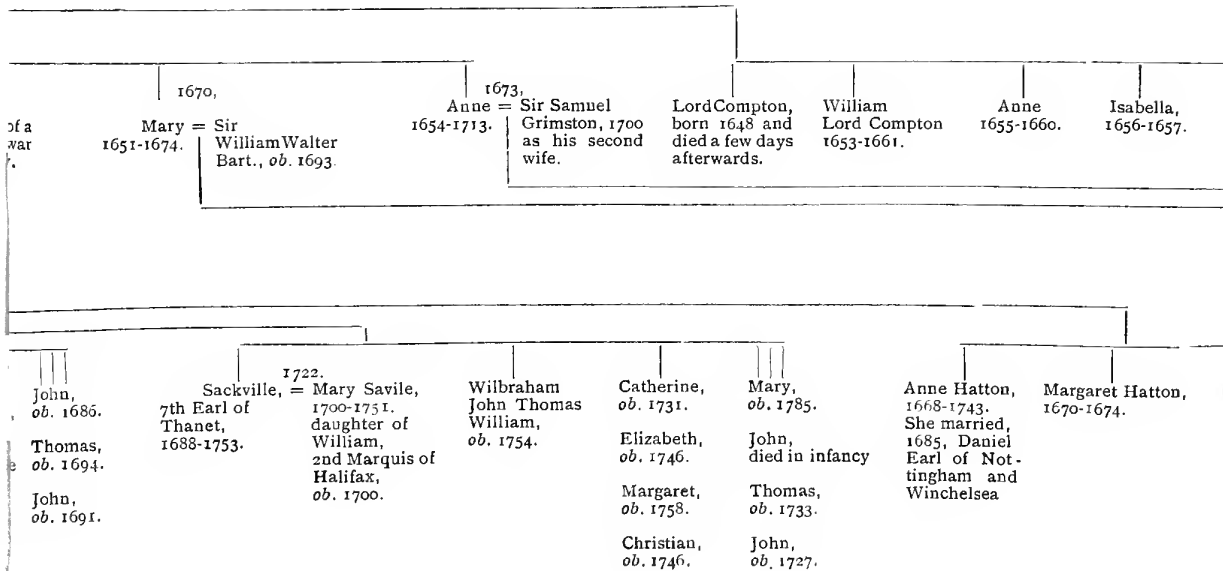 of a
war
1670,
Mary = Sir
1651-1674. William Walter
Bart., ob. 1693.
1673,
Anne = Sir Samuel
1654-1713. Grimston, 1700
as his second
wife.
Lord Compton,
born 1648 and
died a few days
afterwards.
William
Lord Compton
1653-1661.
Anne
1655-1660.
Isabella,
1656-1657.
John,
ob. 1686.
Thomas,
ob. 1694.
John,
ob. 1691.
1722.
Sackville, = Mary Savile,
7th Earl of 1700-1751.
Thanet, daughter of
1688-1753. William,
2nd Marquis of
Halifax,
ob. 1700.
Wilbraham
John Thomas
William,
ob. 1754.
Catherine,
ob. 1731.
Elizabeth,
ob. 1746.
Margaret,
ob. 1758.
Christian,
ob. 1746.
Mary,
ob. 1785.
John,
died in infancy
Thomas,
ob. 1733.
John,
ob. 1727.
Anne Hatton,
1668-1743.
She married,
1685, Daniel
Earl of Not-
tingham and
Winchelsea
Margaret Hatton,
1670-1674.